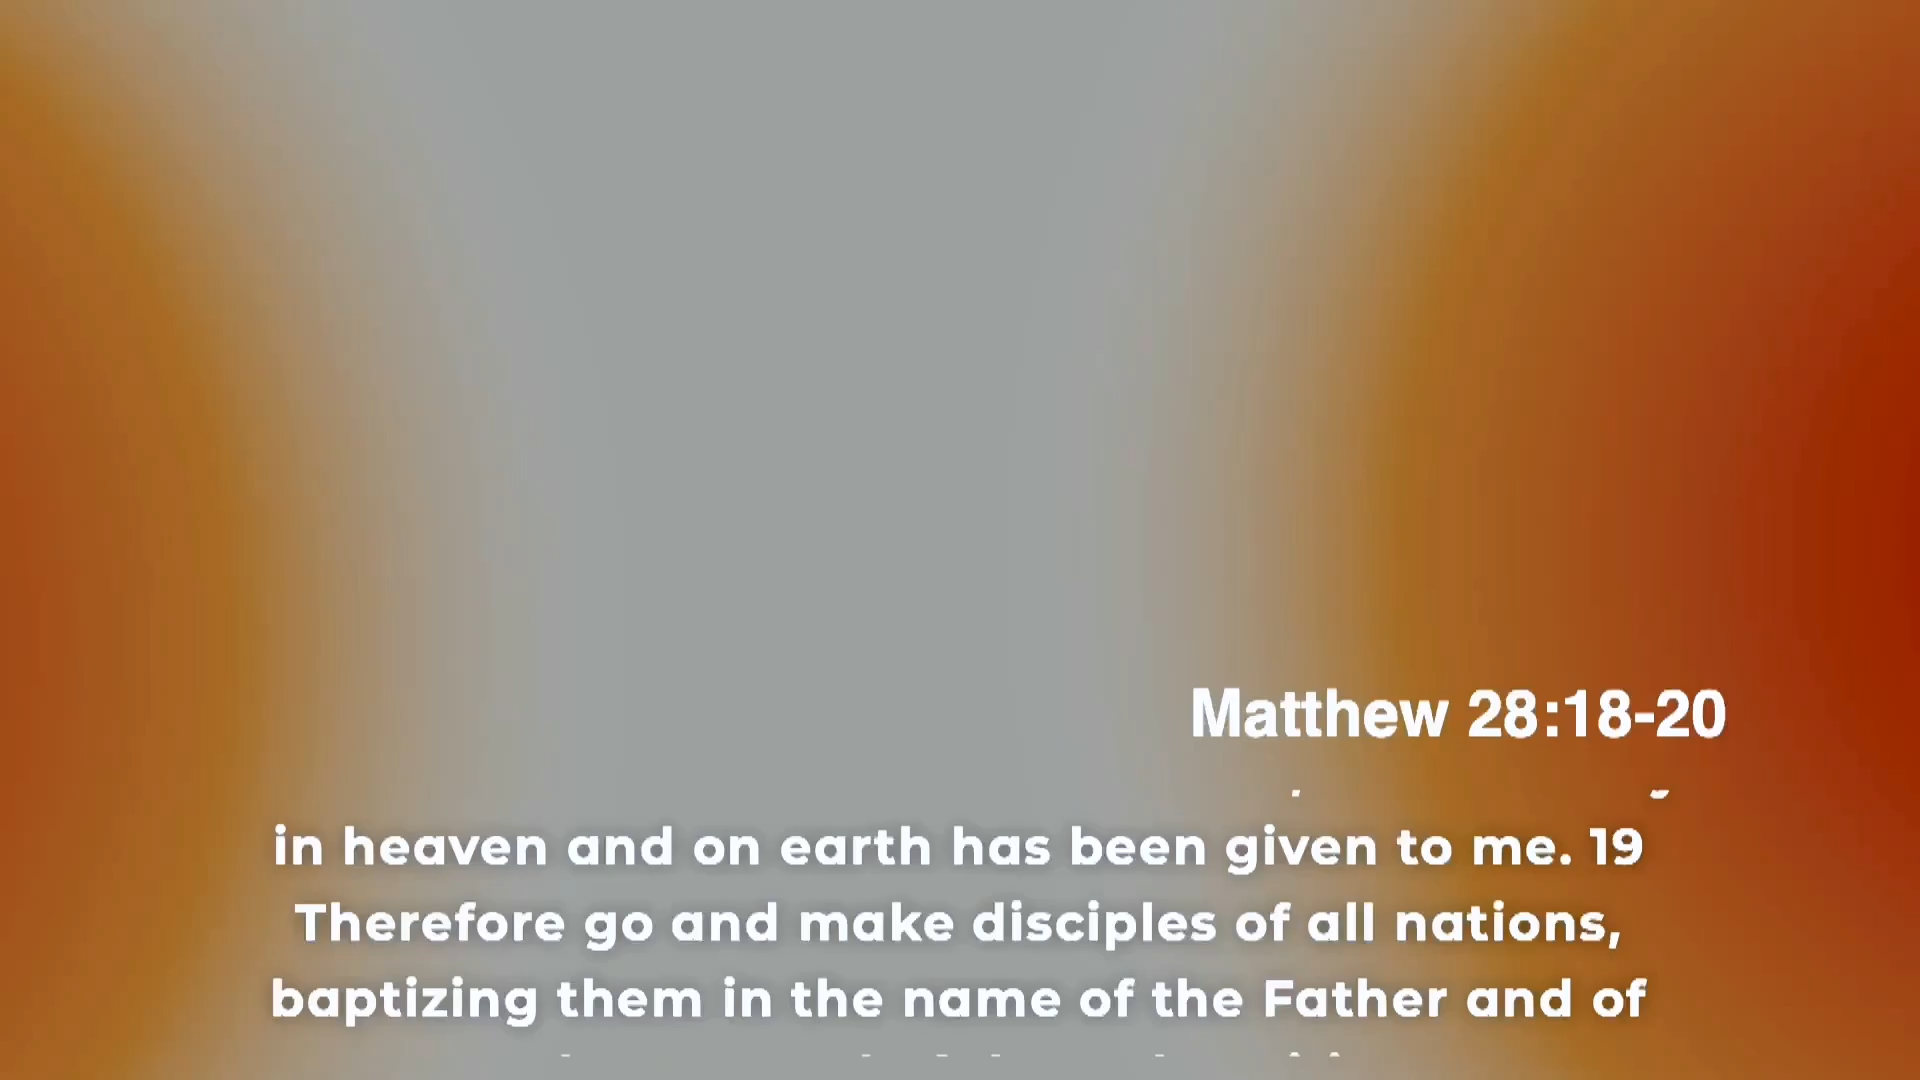 Matthew 28:18-20
in heaven and on earth has been given to me. 19
Therefore go and make disciples of all nations,
baptizing them in the name of the Father and of